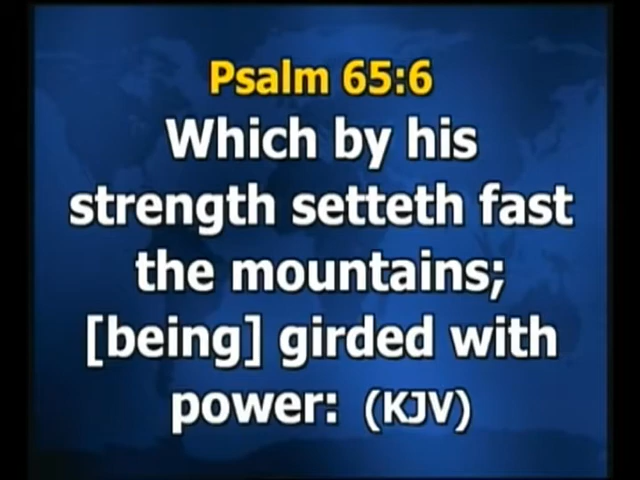 Psalm 65:6
Which by his
strength setteth fast
the mountains;
[being] girded with
power: (KJV)